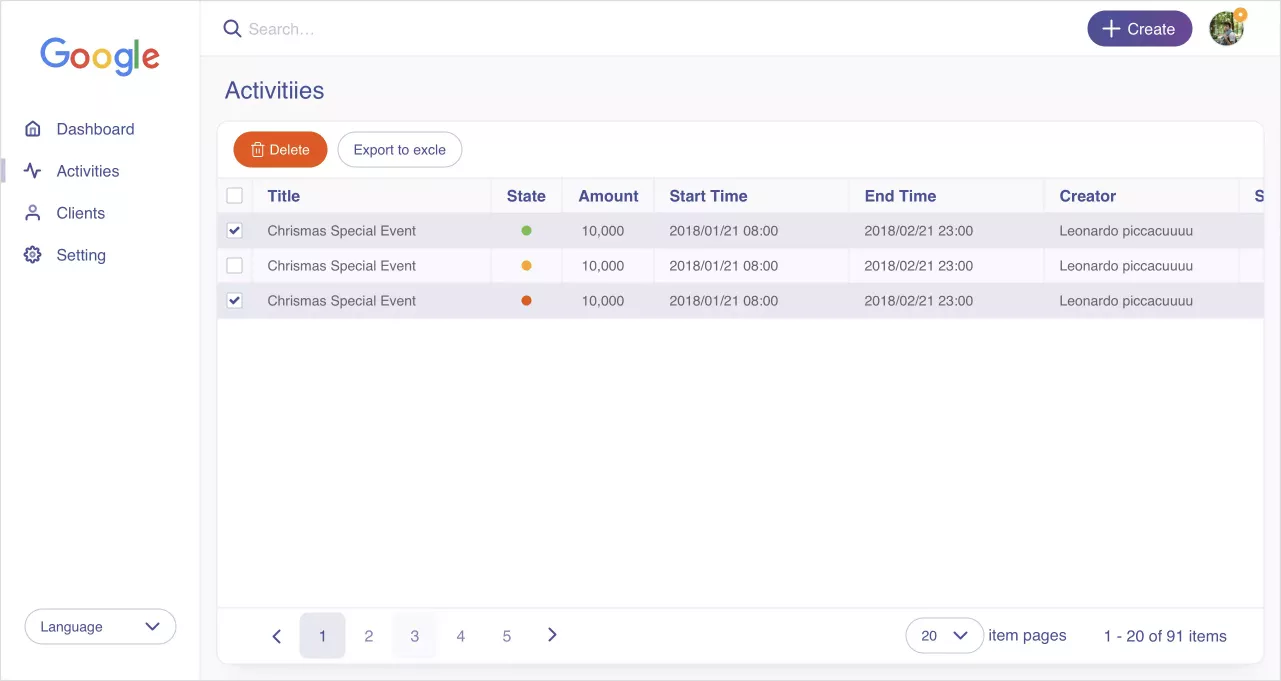 Google
Search...
Create
Dashboard
Activities
Clients
Setting
Language
Activitiies
Delete
Export to excle
Title State Amount Start Time End Time Creator S
Chrismas Special Event 10,000 2018/01/21 08:00 2018/02/21 23:00 Leonardo piccacuuuu
Chrismas Special Event 10,000 2018/01/21 08:00 2018/02/21 23:00 Leonardo piccacuuuu
Chrismas Special Event 10,000 2018/01/21 08:00 2018/02/21 23:00 Leonardo piccacuuuu
1 2 3 4 5
20 item pages 1 - 20 of 91 items